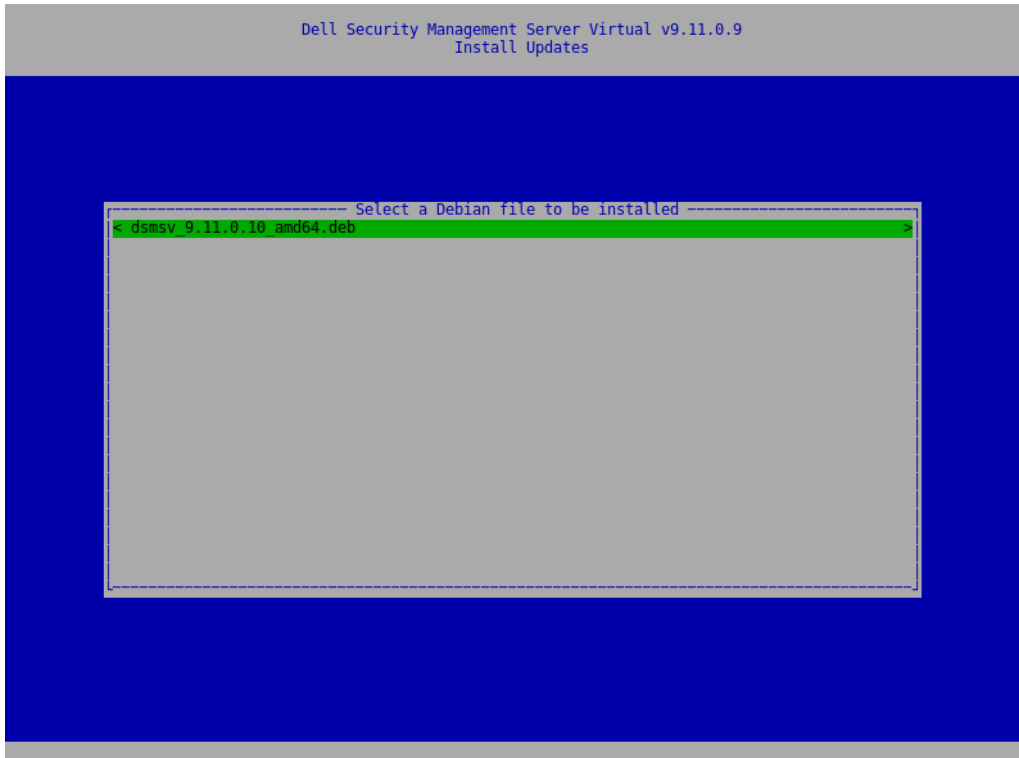 Dell Security Management Server Virtual v9.11.0.9
Install Updates
Select a Debian file to be installed
< dsmsv_9.11.0.10_amd64.deb >